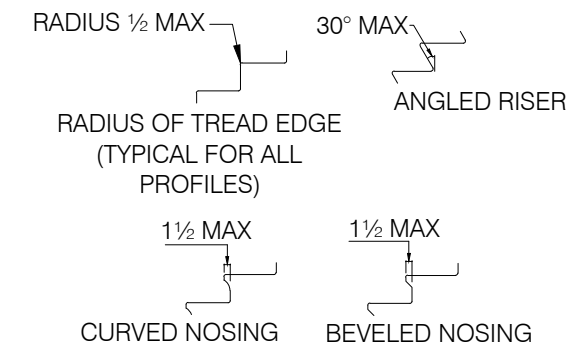 RADIUS ½ MAX
30° MAX
RADIUS OF TREAD EDGE
(TYPICAL FOR ALL
PROFILES)
ANGLED RISER
1½ MAX
1½ MAX
CURVED NOSING
BEVELED NOSING